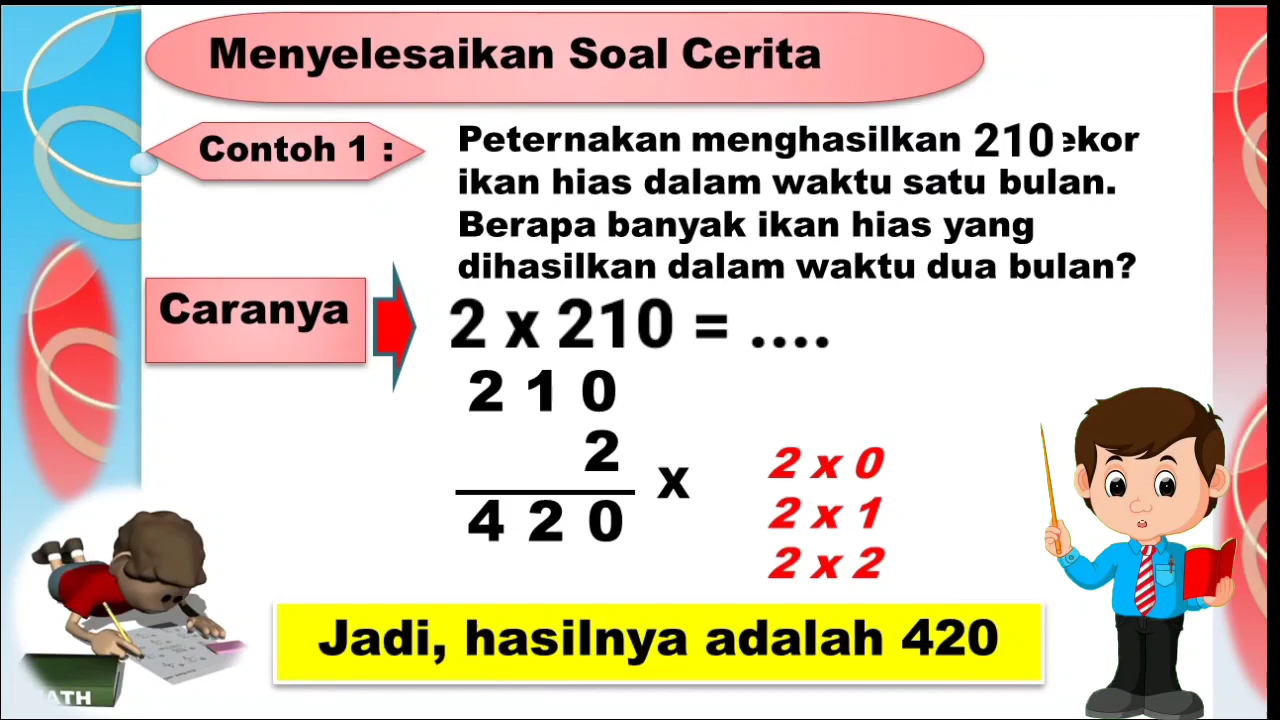 Menyelesaikan Soal Cerita
Contoh 1 :
Peternakan menghasilkan 210 ekor
ikan hias dalam waktu satu bulan.
Berapa banyak ikan hias yang
dihasilkan dalam waktu dua bulan?
Caranya
2 x 210 = ....
2 1 0
2
x
4 2 0
2 x 0
2 x 1
2 x 2
Jadi, hasilnya adalah 420